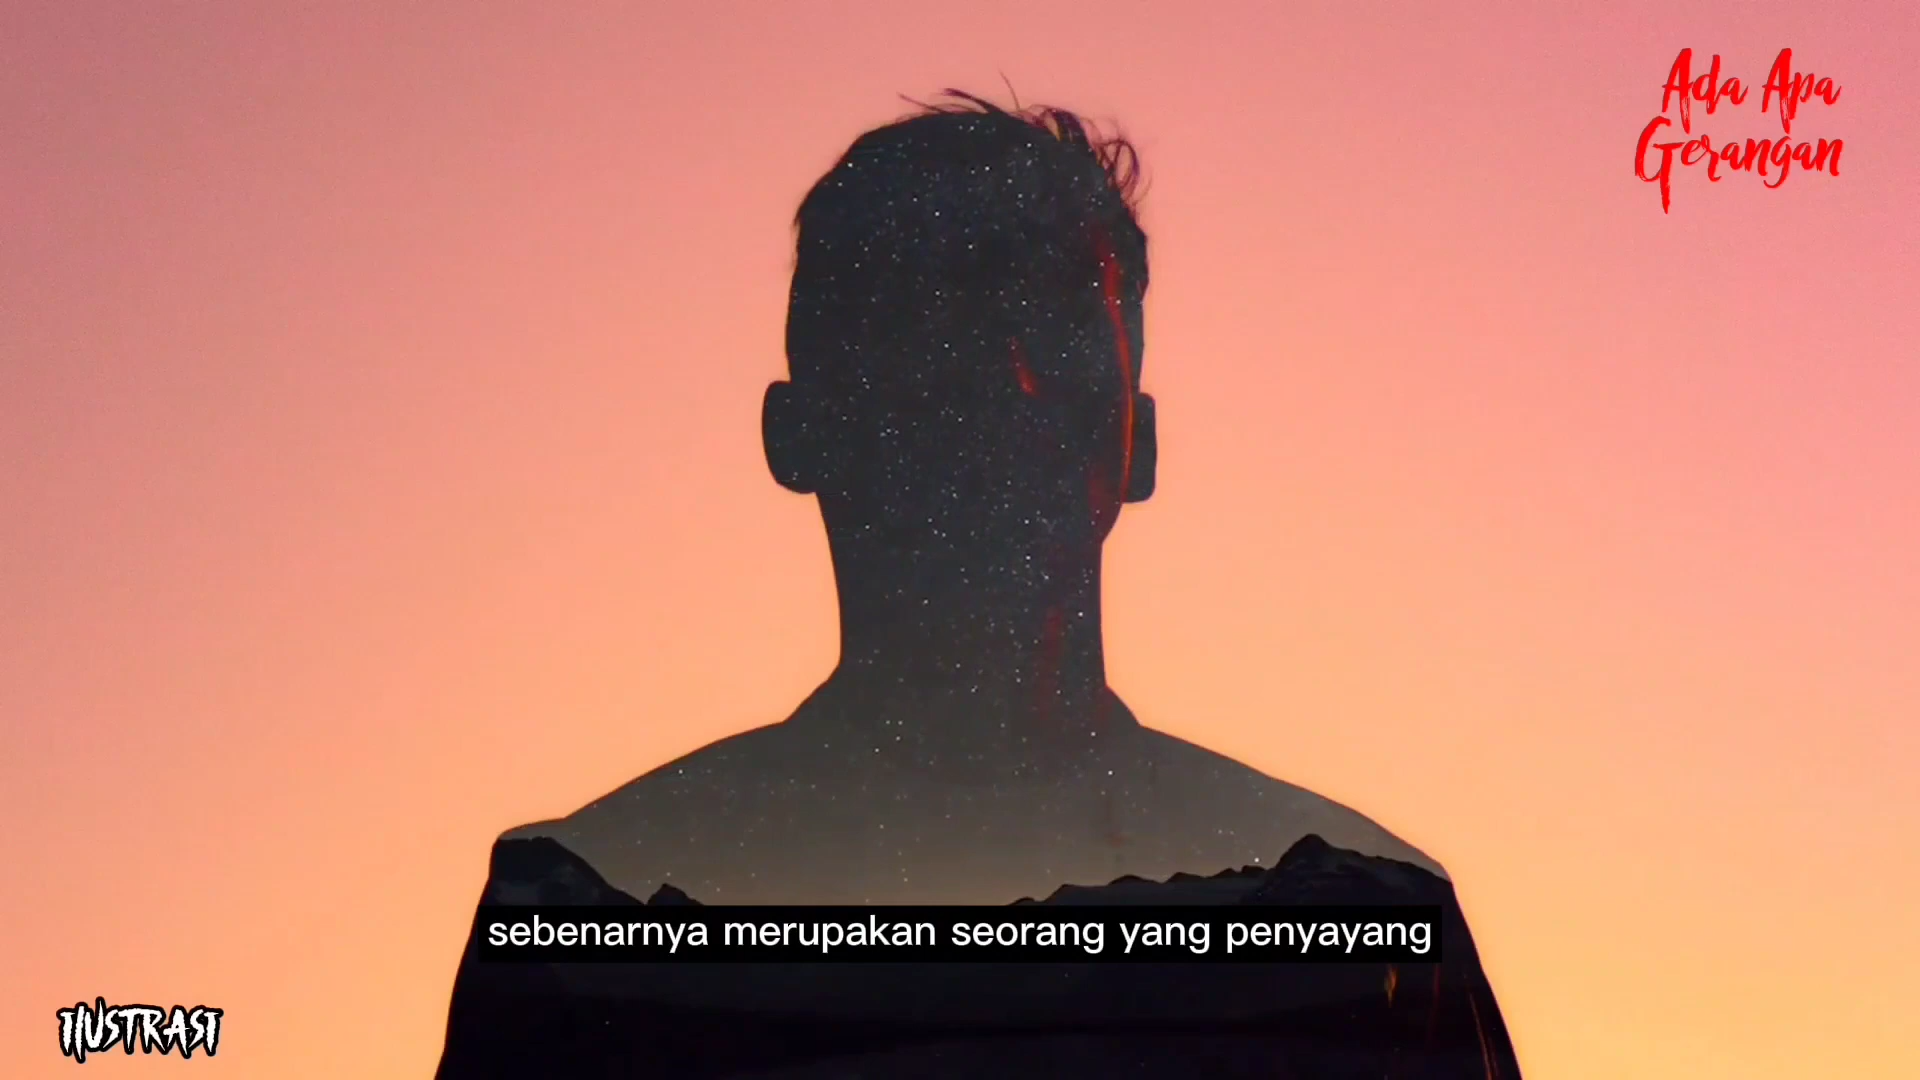 Ada Apa
Gerangan
sebenarnya merupakan seorang yang penyayang
ILUSTRASI